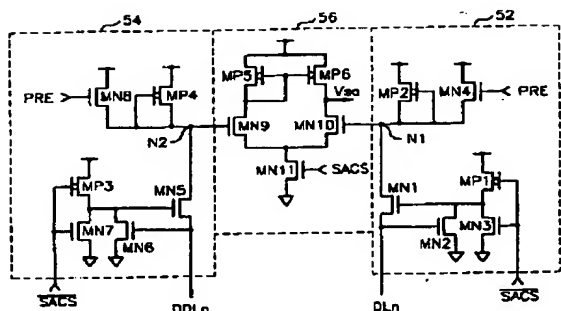 54
56
52
PRE
MN8
MP4
MP5
MP6
Vsa
MP2
MN4
PRE
N2
MN9
MN10
N1
MN11
SACS
MP3
MN5
MN1
MP1
MN7
MN6
MN2
MN3
SACS
DDLn
DLn
SACS